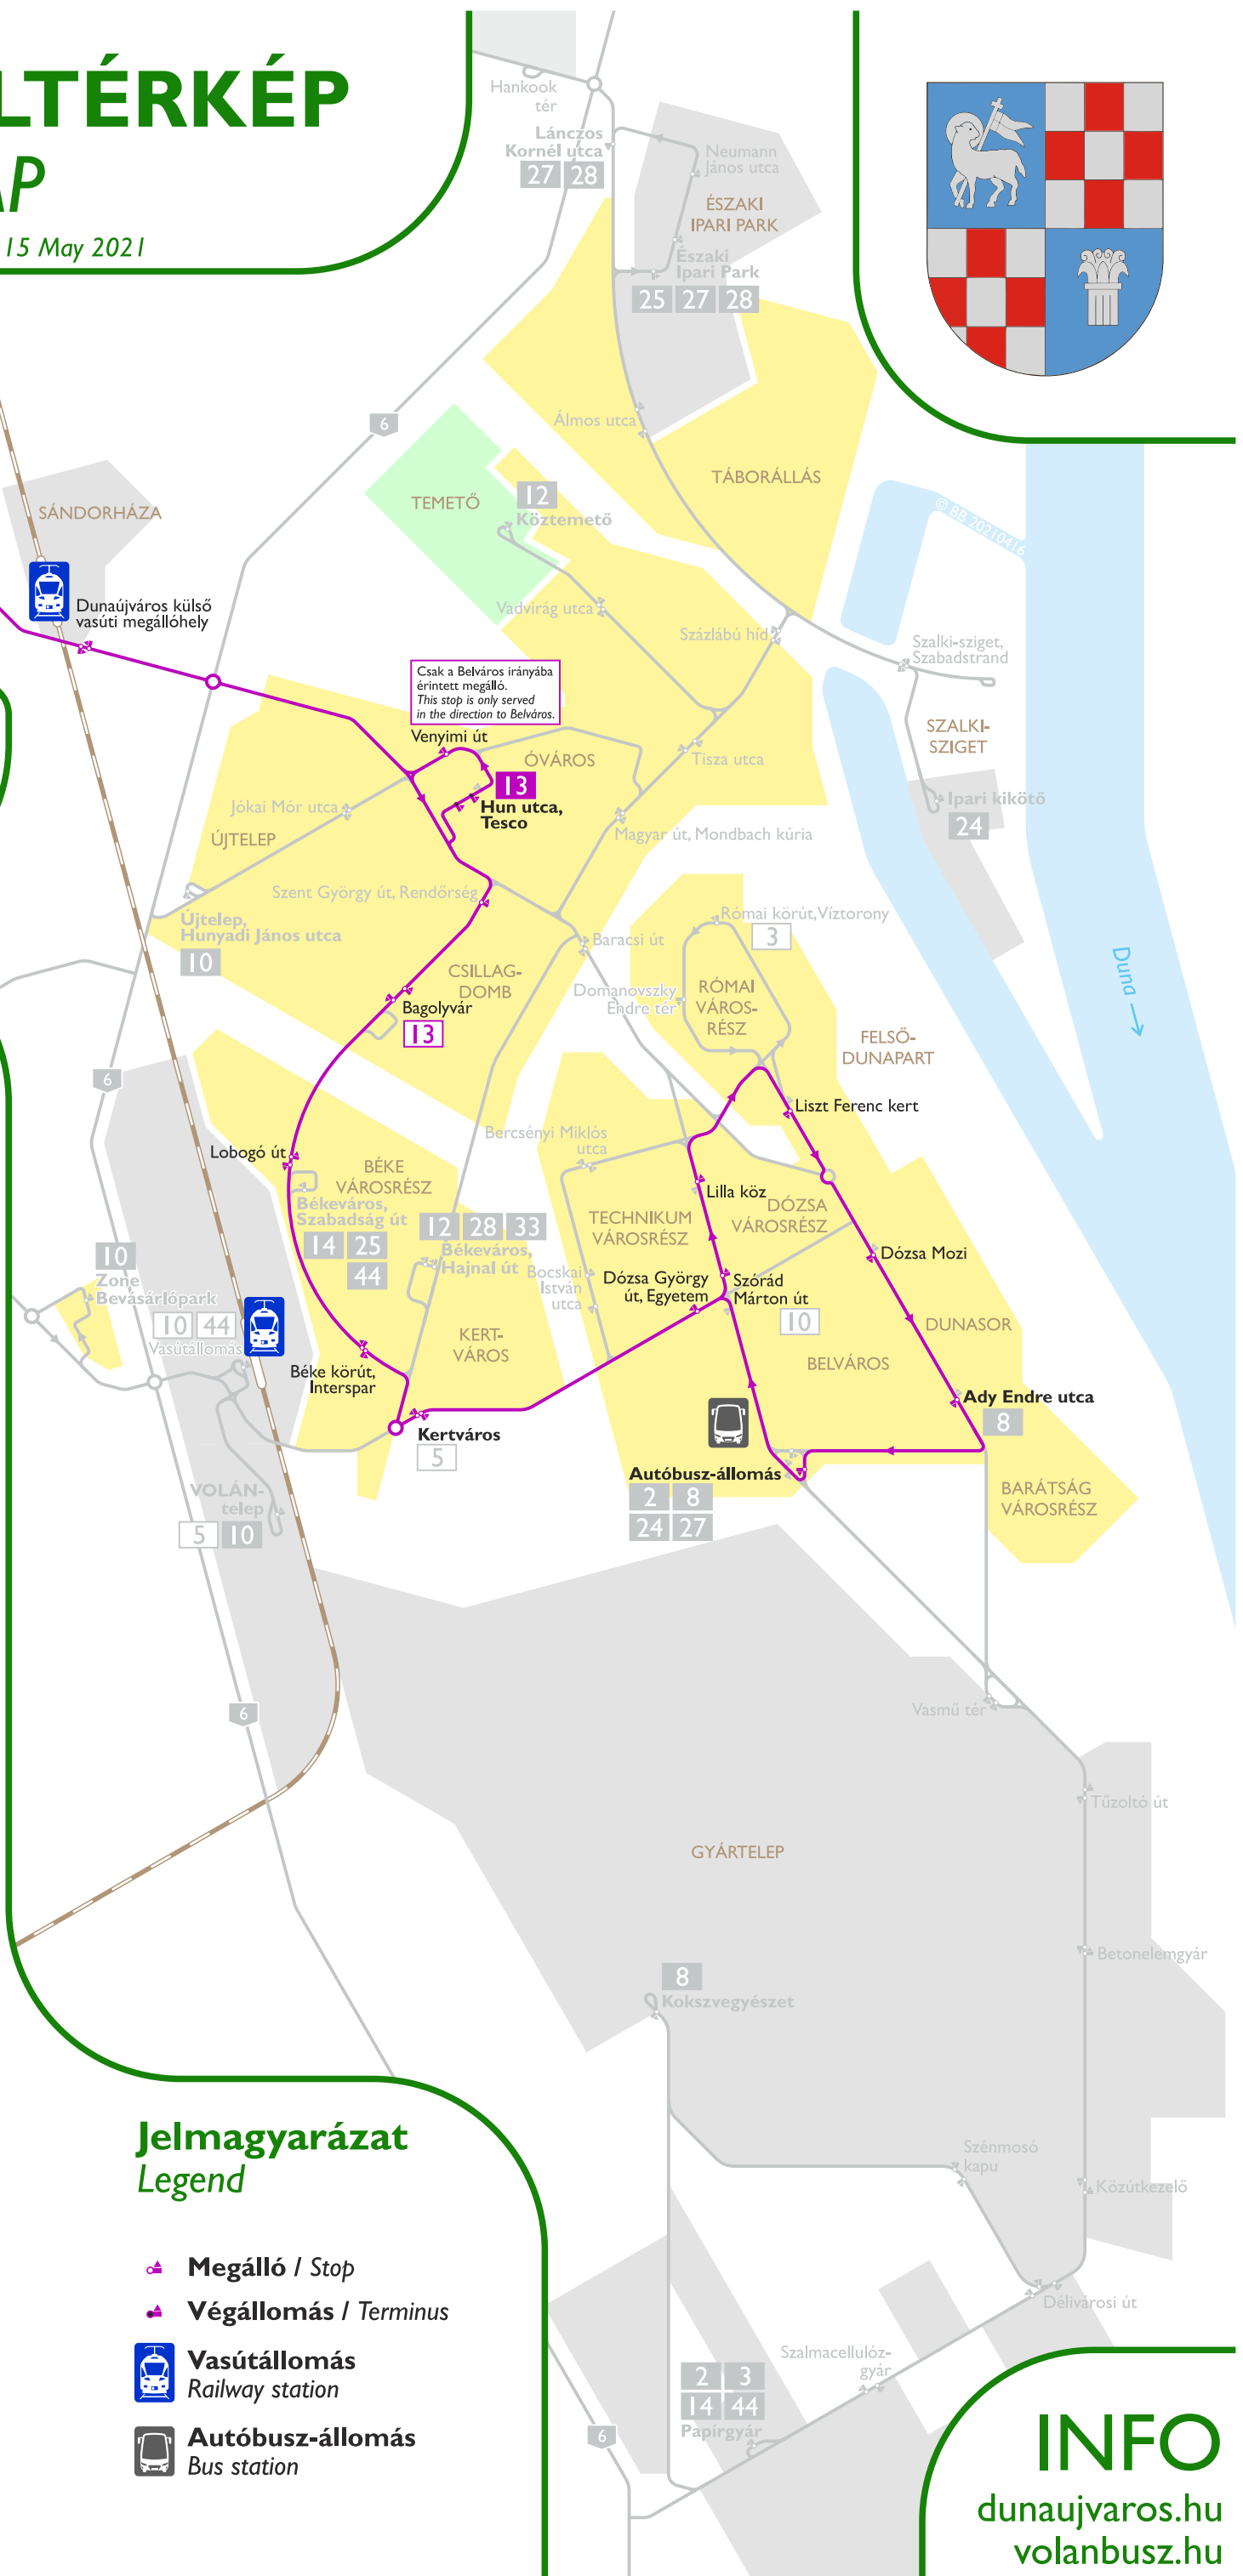 LTÉRKÉP
AP
15 May 2021
Hankook
tér
Lánczos
Kornél utca
27 28
Neumann
János utca
ÉSZAKI
IPARI PARK
Északi
Ipari Park
25 27 28
6
Álmos utca
TÁBORÁLLÁS
SÁNDORHÁZA
TEMETŐ
12
Köztemető
© BB 20210416
Dunaújváros külső
vasúti megállóhely
Vadvirág utca
Százlábú híd
Szalki-sziget,
Szabadstrand
Csak a Belváros irányába
érintett megálló.
This stop is only served
in the direction to Belváros.
Venyimi út
ÓVÁROS
Tisza utca
SZALKI-
SZIGET
13
Hun utca,
Tesco
Jókai Mór utca
ÚJTELEP
Magyar út, Mondbach kúria
Ipari kikötő
24
Szent György út, Rendőrség
Újtelep,
Hunyadi János utca
10
Római körút, Víztorony
3
Baracsi út
CSILLAG-
DOMB
Domanovszky
Endre tér
RÓMAI
VÁROS-
RÉSZ
Duna →
Bagolyvár
13
FELSŐ-
DUNAPART
6
Liszt Ferenc kert
Bercsényi Miklós
utca
Lobogó út
BÉKE
VÁROSRÉSZ
Lilla köz
Békeváros,
Szabadság út
14 25
44
12 28 33
Békeváros,
Hajnal út
TECHNIKUM
VÁROSRÉSZ
DÓZSA
VÁROSRÉSZ
Dózsa Mozi
10
Zone
Bevásárlópark
10 44
Vasútállomás
Bocskai
István
utca
Dózsa György
út, Egyetem
Szórád
Márton út
10
DUNASOR
KERT-
VÁROS
BELVÁROS
Béke körút,
Interspar
Ady Endre utca
8
Kertváros
5
Autóbusz-állomás
2 8
24 27
VOLÁN-
telep
5 10
BARÁTSÁG
VÁROSRÉSZ
6
Vasmű tér
Tűzoltó út
GYÁRTELEP
Betonelemgyár
8
Kokszvegyészet
Jelmagyarázat
Legend
Szénmosó
kapu
Közútkezelő
Megálló / Stop
Végállomás / Terminus
Délivárosi út
Vasútállomás
Railway station
Szalmacellulóz-
gyár
2 3
14 44
Papírgyár
6
Autóbusz-állomás
Bus station
INFO
dunaujvaros.hu
volanbusz.hu